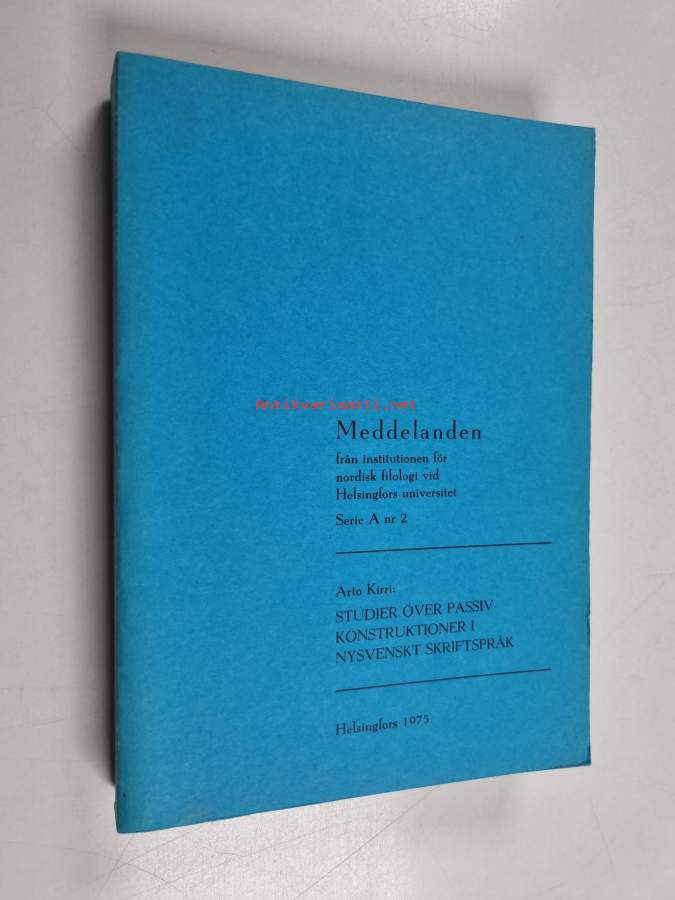 Antikvariaatti.net
Meddelanden
från institutionen för
nordisk filologi vid
Helsingfors universitet
Serie A nr 2
Arto Kirri:
STUDIER ÖVER PASSIV-
KONSTRUKTIONER I
NYSVENSKT SKRIFTSPRÅK
Helsingfors 1975